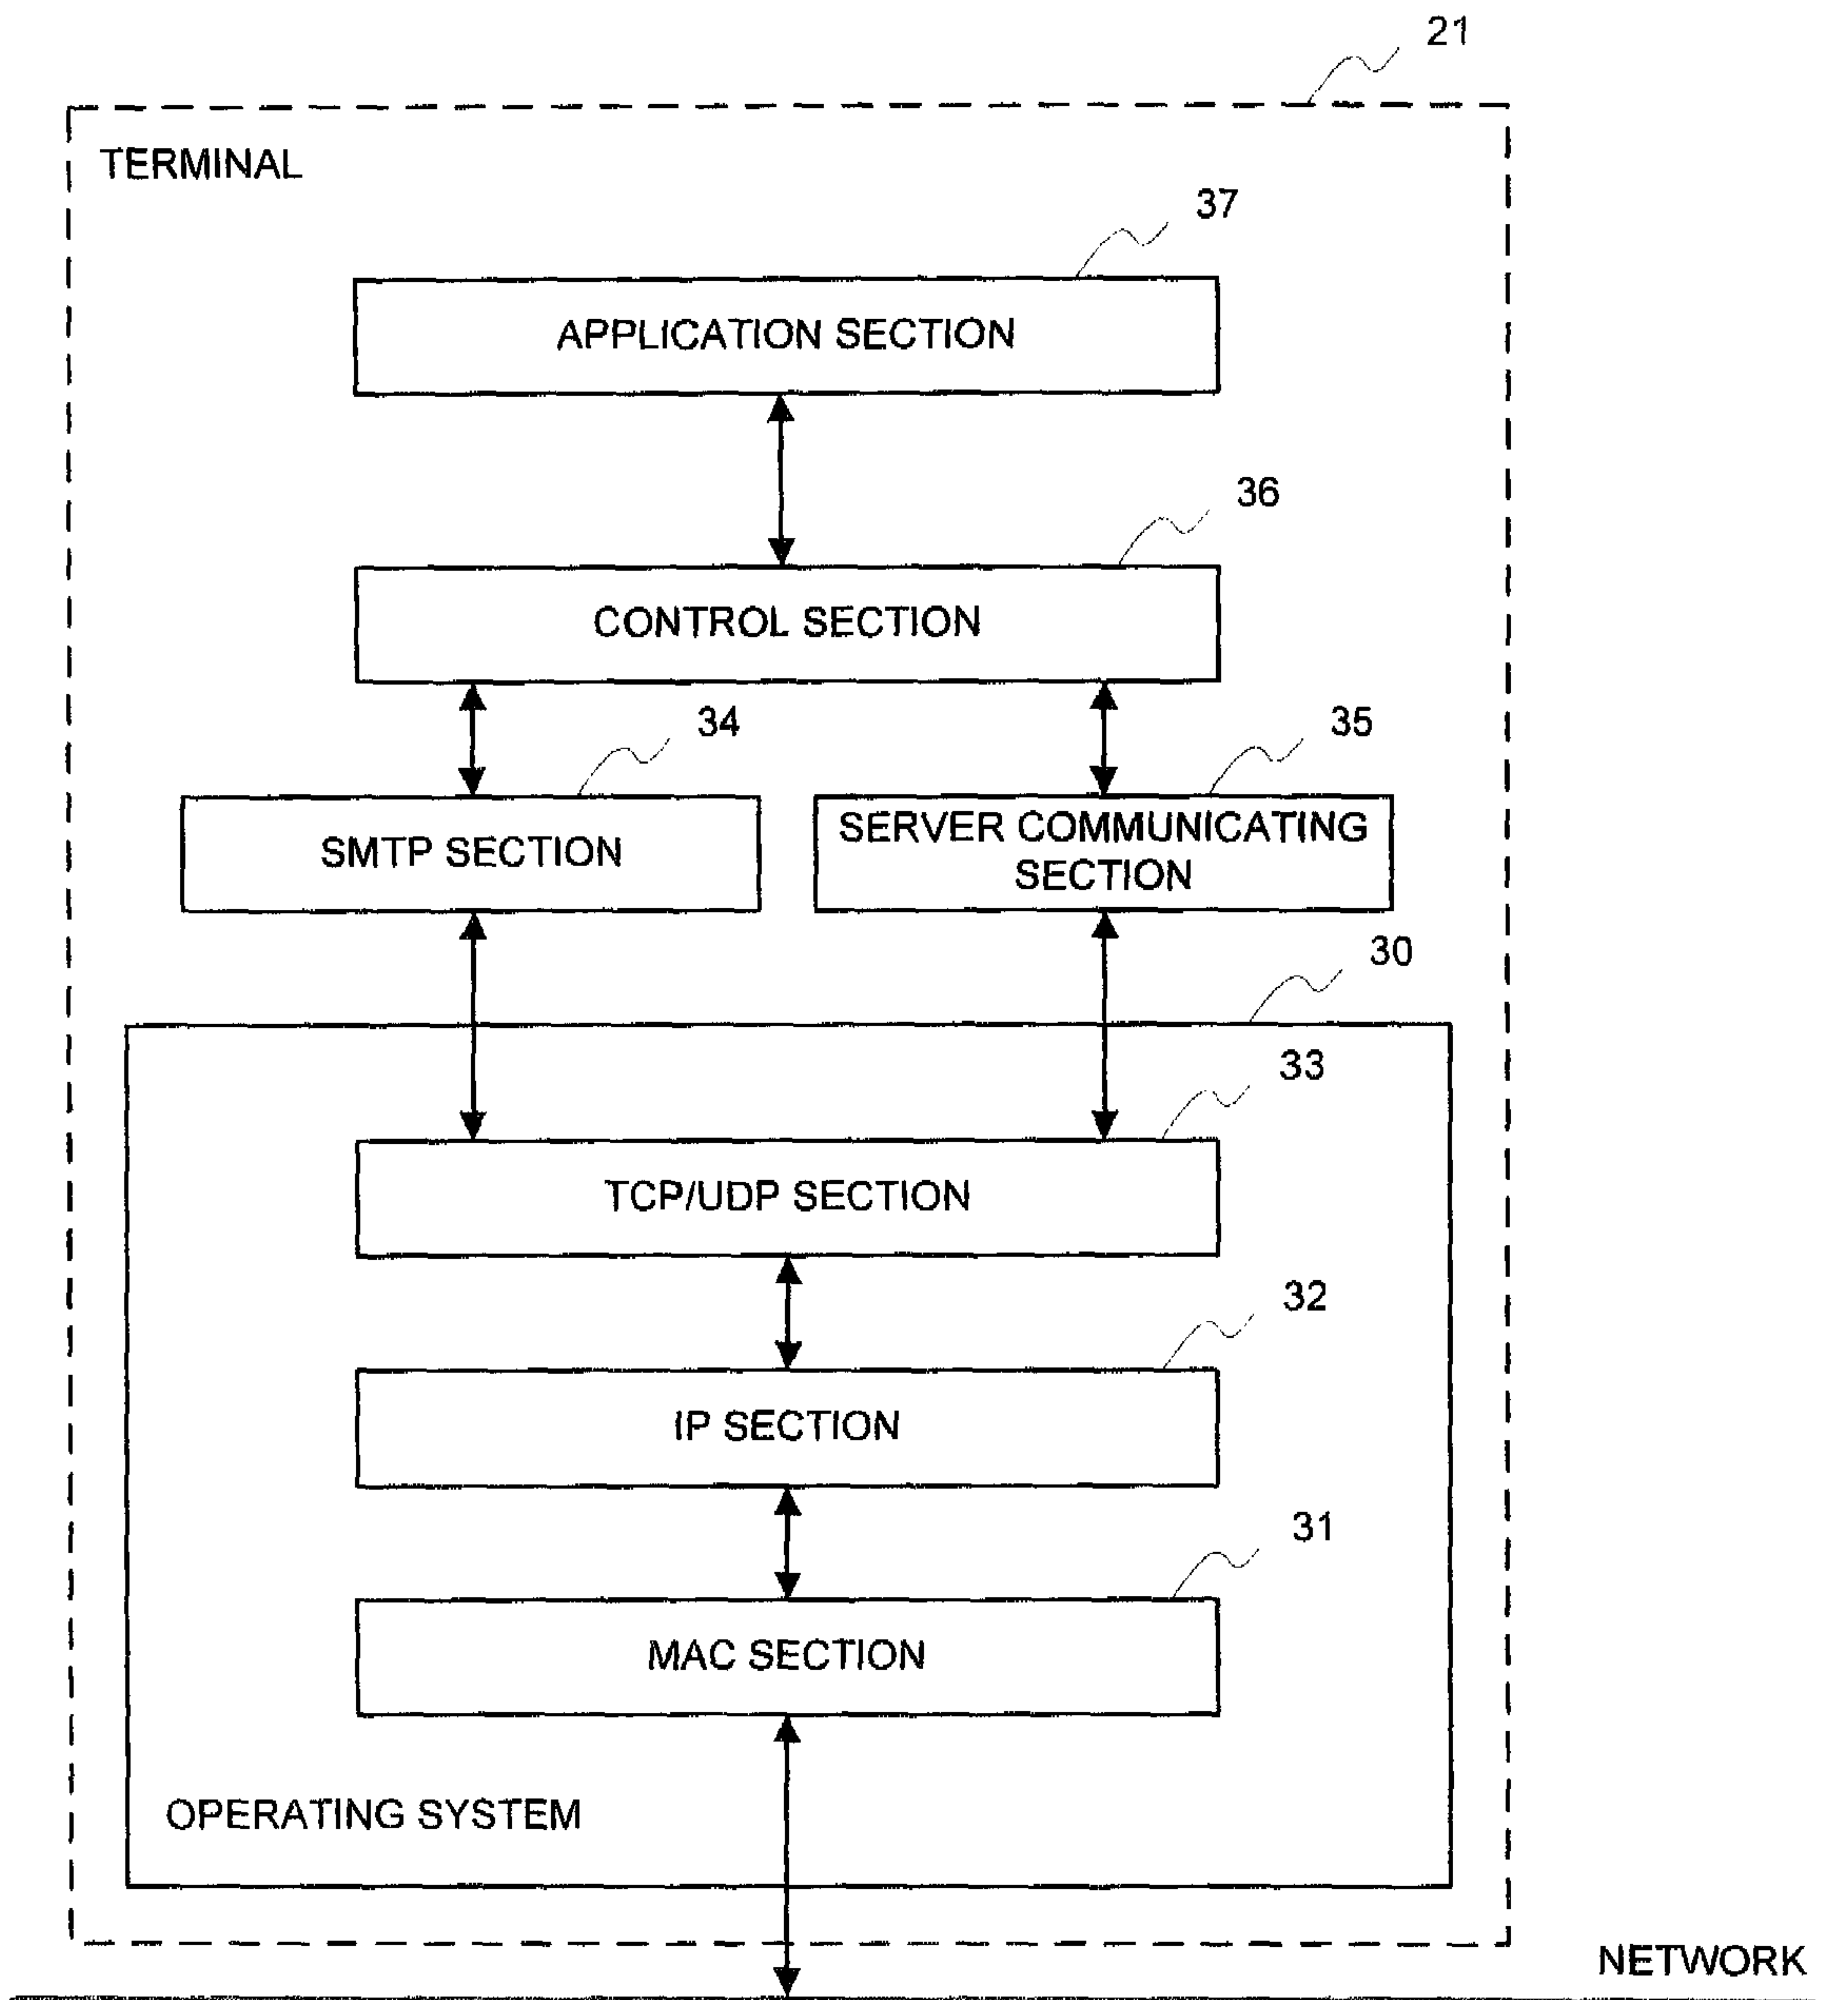 21
TERMINAL
37
APPLICATION SECTION
36
CONTROL SECTION
34
35
SMTP SECTION
SERVER COMMUNICATING
SECTION
30
33
TCP/UDP SECTION
32
IP SECTION
31
MAC SECTION
OPERATING SYSTEM
NETWORK